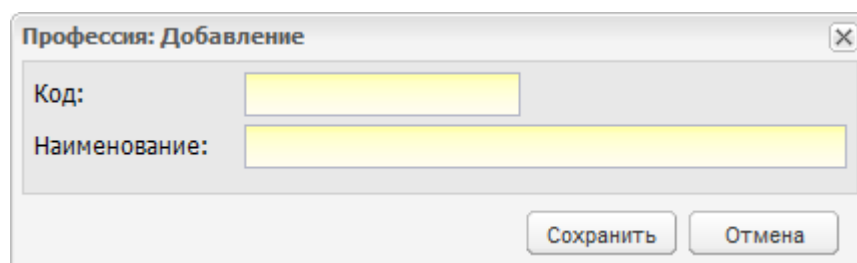 Профессия: Добавление
Код:
Наименование:
Сохранить Отмена